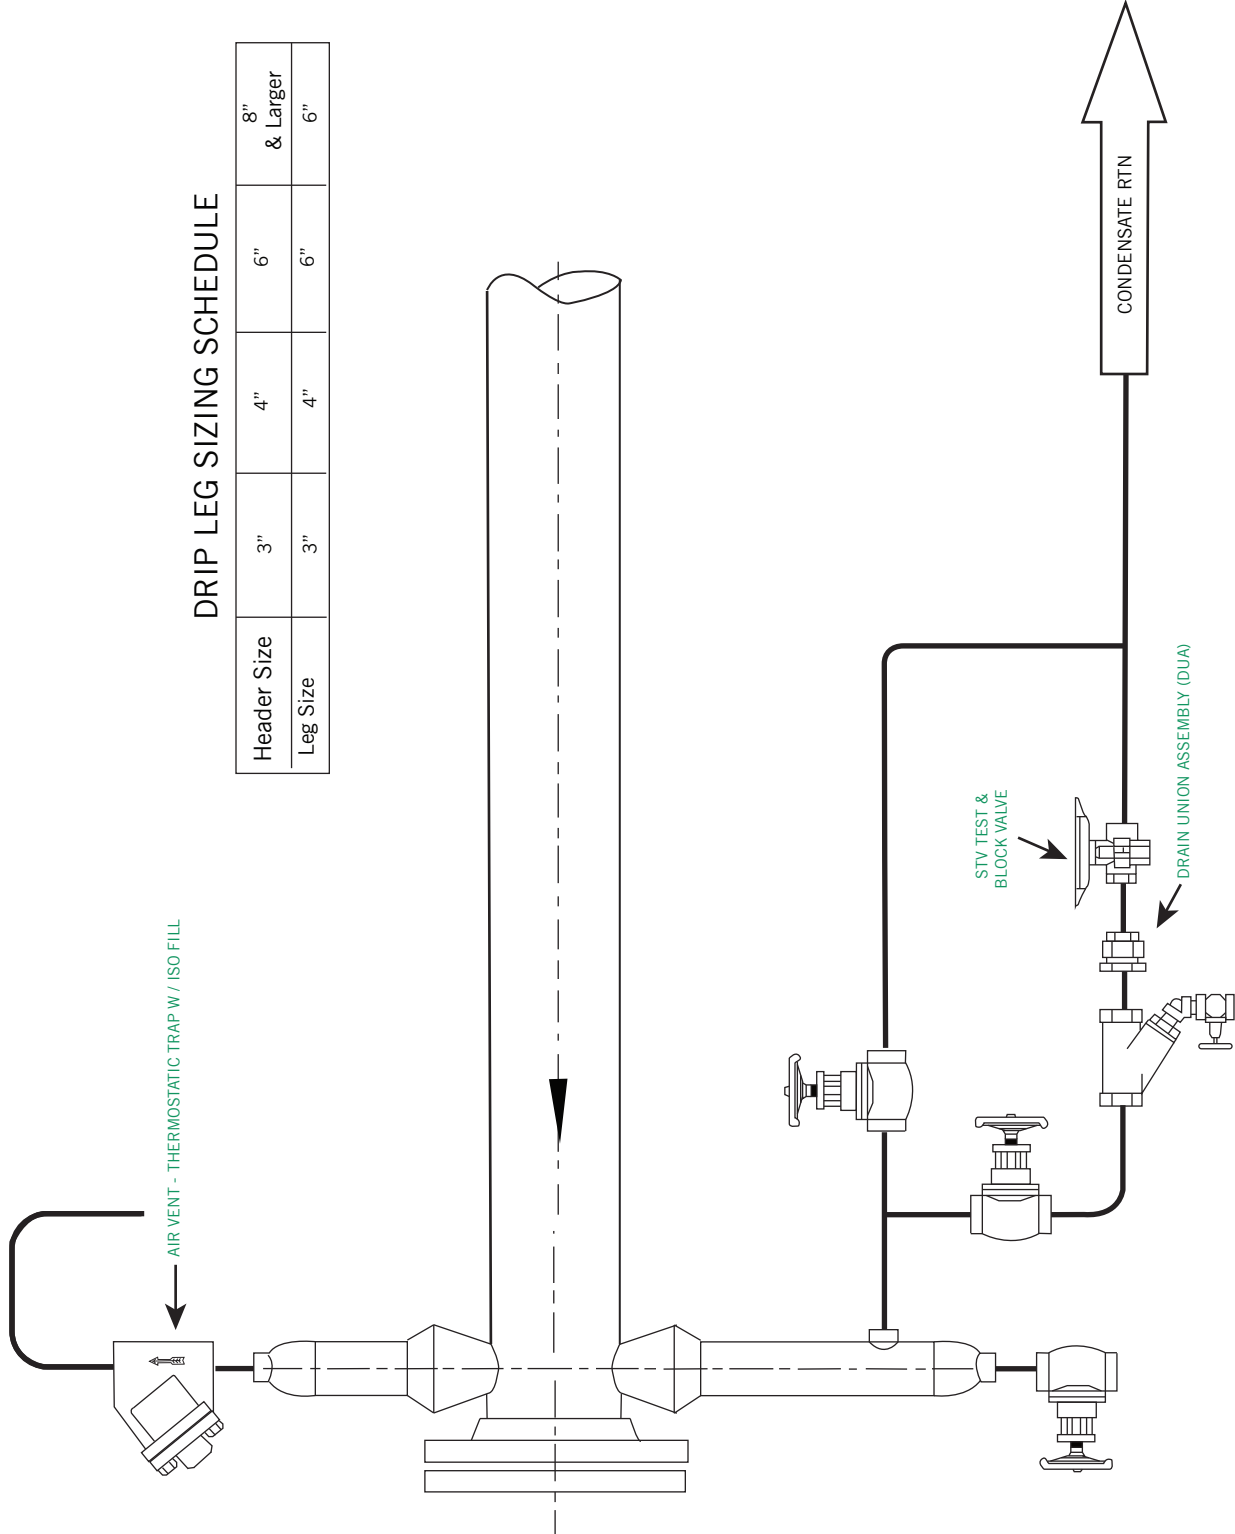 DRIP LEG SIZING SCHEDULE
Header Size 3" 4" 6" 8" & Larger
Leg Size 3" 4" 6" 6"
AIR VENT - THERMOSTATIC TRAP W / ISO FILL
STV TEST &
BLOCK VALVE
DRAIN UNION ASSEMBLY (DUA)
CONDENSATE RTN